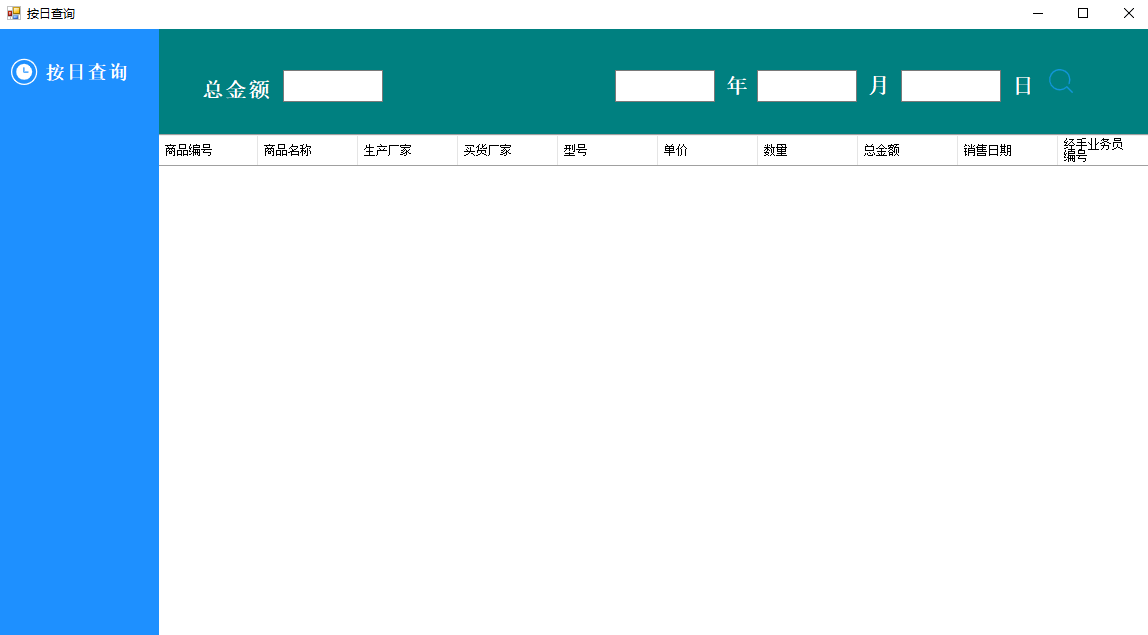 按日查询
按日查询
总金额
年 月 日
商品编号 商品名称 生产厂家 买货厂家 型号 单价 数量 总金额 销售日期 经手业务员
编号